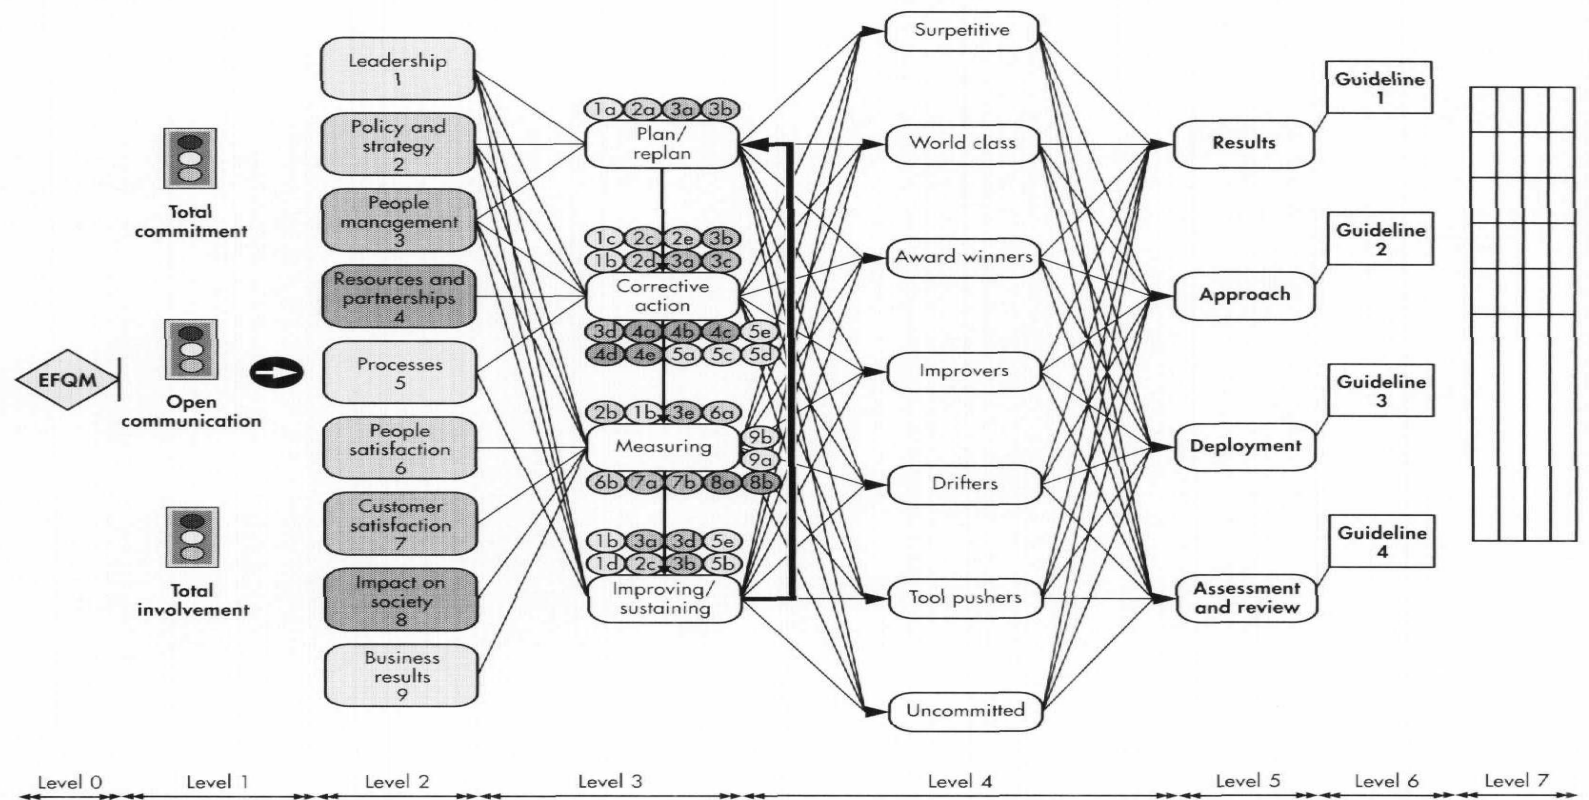 EFQM
Total
commitment
Open
communication
Total
involvement
Leadership
1
Policy and
strategy
2
People
management
3
Resources and
partnerships
4
Processes
5
People
satisfaction
6
Customer
satisfaction
7
Impact on
society
8
Business
results
9
1a 2a 3a 3b
Plan/
replan
1c 2c 2e 3b
1b 2d 3a 3c
Corrective
action
3d 4a 4b 4c 5e
4d 4e 5a 5c 5d
2b 1b 3e 6a
Measuring
9b
9a
6b 7a 7b 8a 8b
1b 3a 3d 5e
1d 2c 3b 5b
Improving/
sustaining
Surpetitive
World class
Award winners
Improvers
Drifters
Tool pushers
Uncommitted
Results
Approach
Deployment
Assessment
and review
Guideline
1
Guideline
2
Guideline
3
Guideline
4
Level 0 Level 1 Level 2 Level 3 Level 4 Level 5 Level 6 Level 7